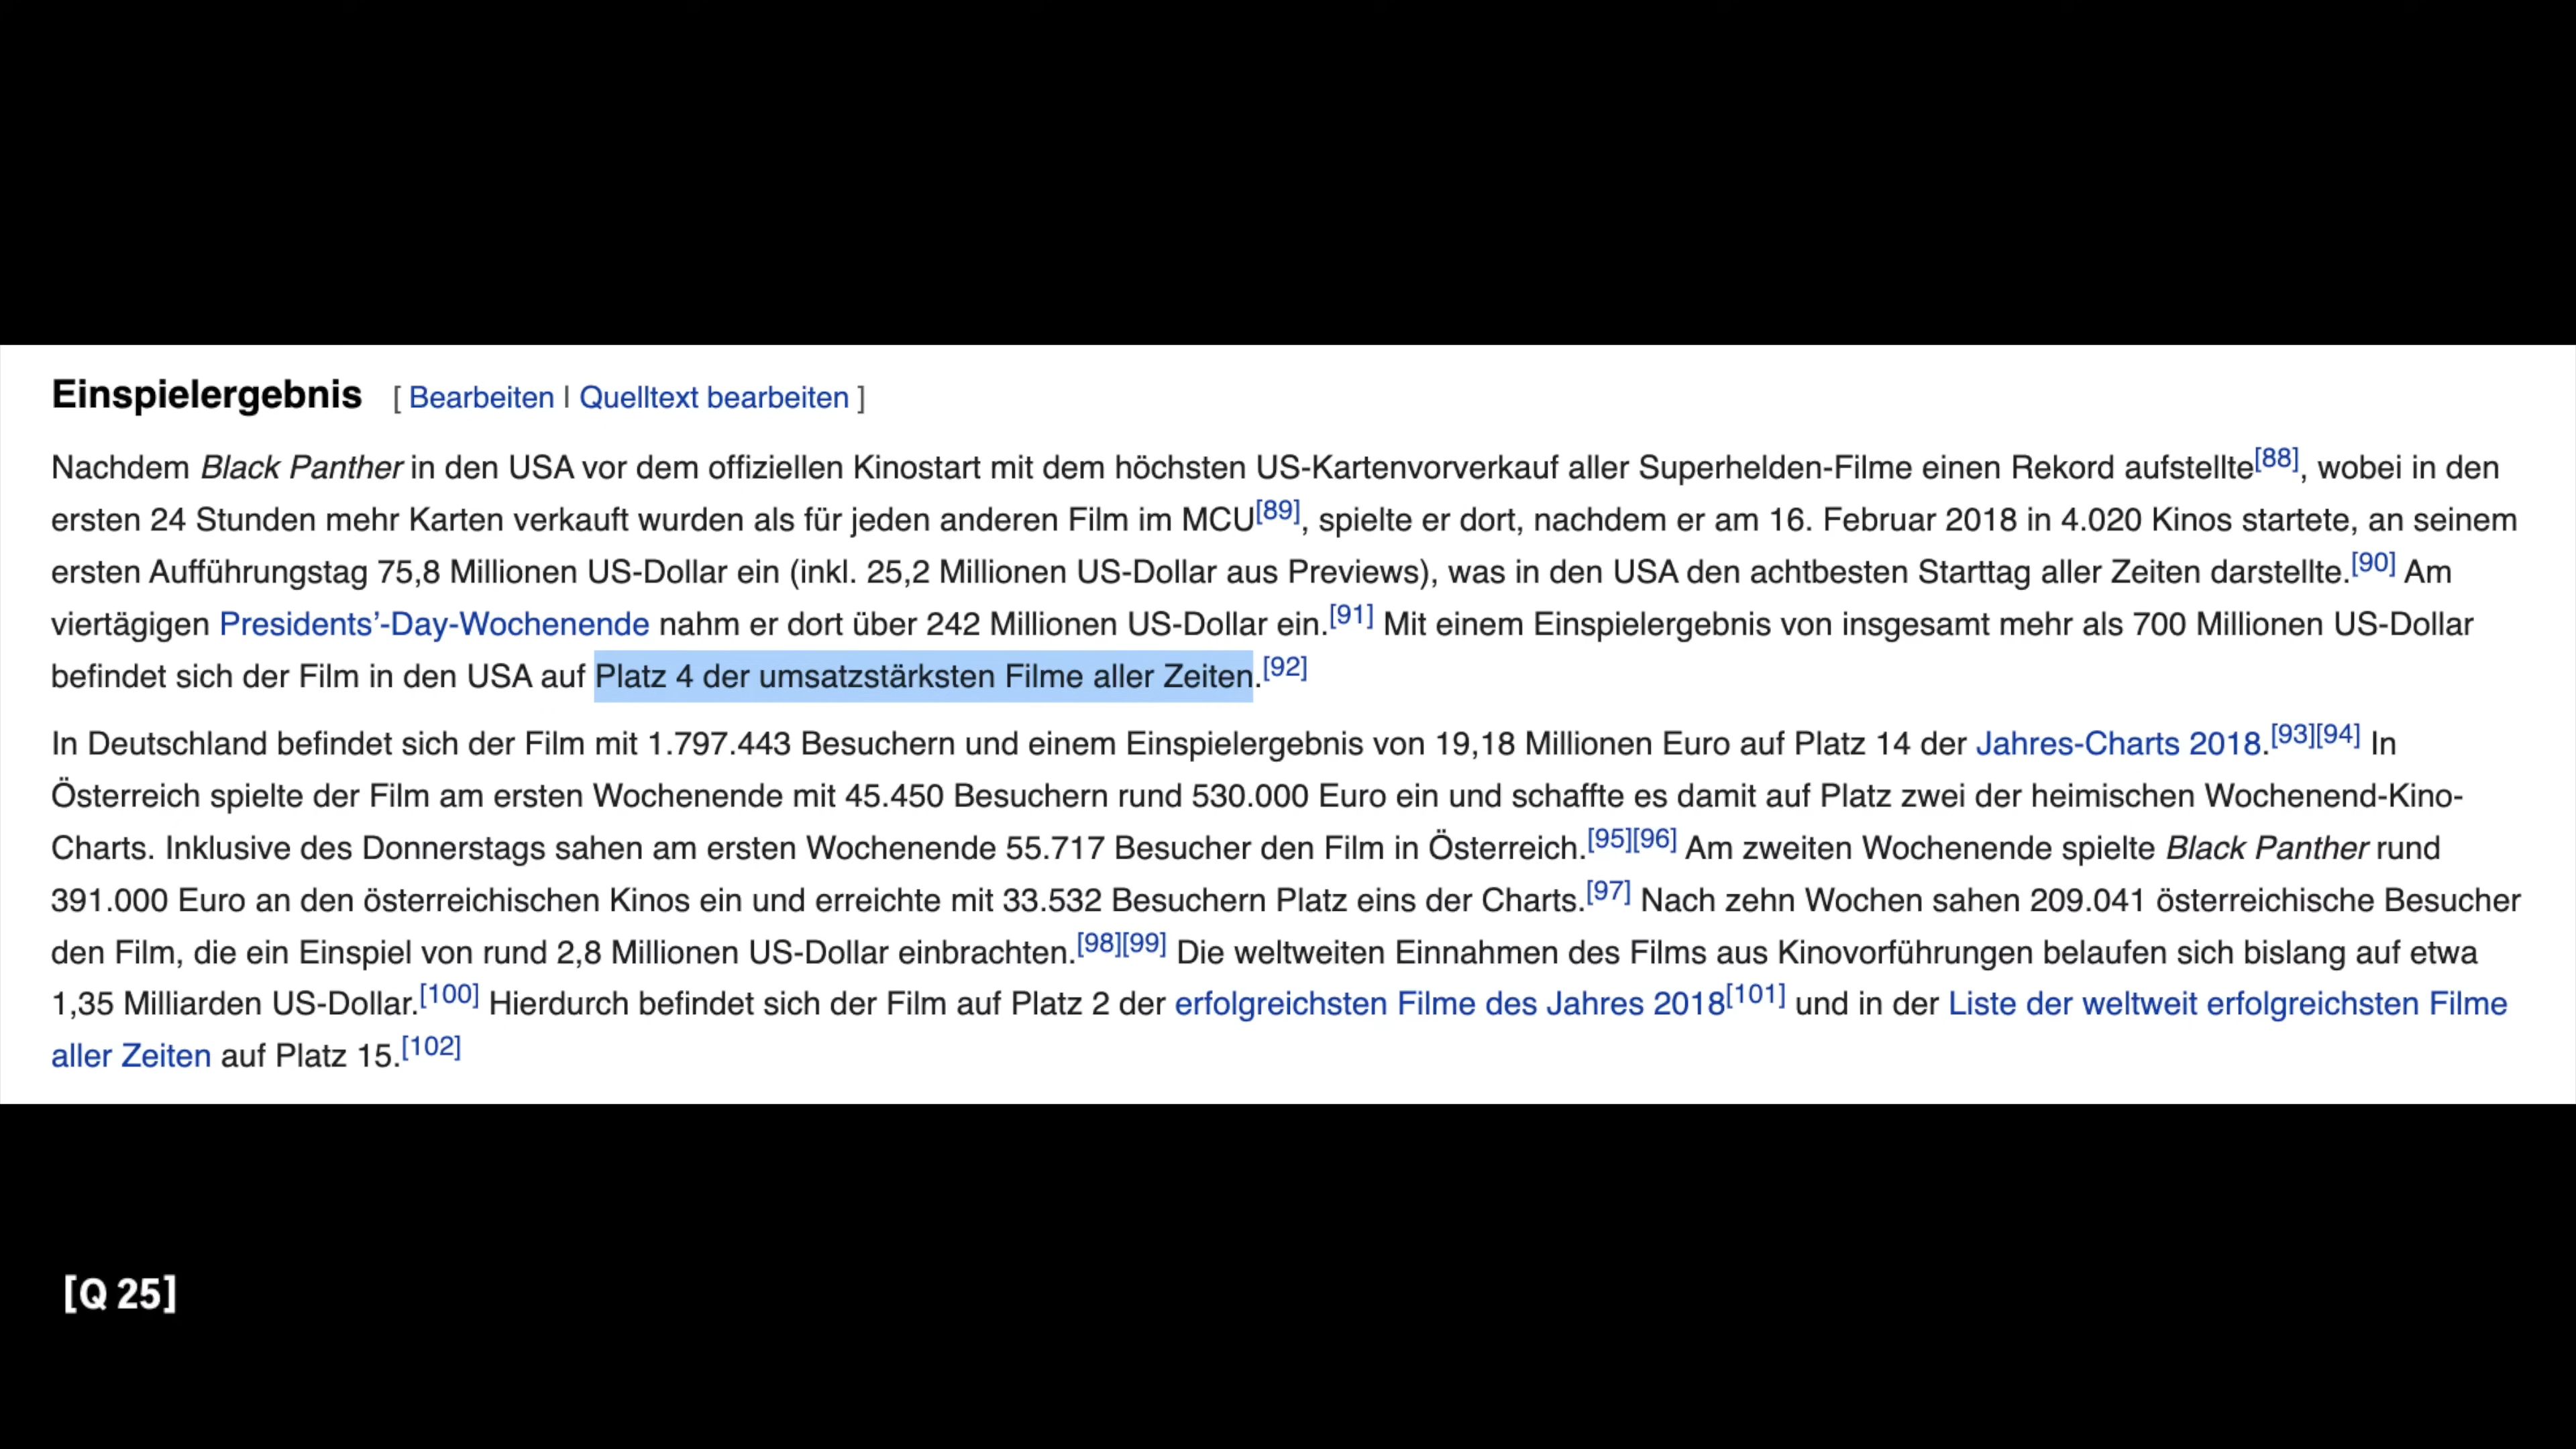 Einspielergebnis [ Bearbeiten | Quelltext bearbeiten ]
Nachdem Black Panther in den USA vor dem offiziellen Kinostart mit dem höchsten US-Kartenvorverkauf aller Superhelden-Filme einen Rekord aufstellte[88], wobei in den
ersten 24 Stunden mehr Karten verkauft wurden als für jeden anderen Film im MCU[89], spielte er dort, nachdem er am 16. Februar 2018 in 4.020 Kinos startete, an seinem
ersten Aufführungstag 75,8 Millionen US-Dollar ein (inkl. 25,2 Millionen US-Dollar aus Previews), was in den USA den achtbesten Starttag aller Zeiten darstellte.[90] Am
viertägigen Presidents’-Day-Wochenende nahm er dort über 242 Millionen US-Dollar ein.[91] Mit einem Einspielergebnis von insgesamt mehr als 700 Millionen US-Dollar
befindet sich der Film in den USA auf Platz 4 der umsatzstärksten Filme aller Zeiten.[92]
In Deutschland befindet sich der Film mit 1.797.443 Besuchern und einem Einspielergebnis von 19,18 Millionen Euro auf Platz 14 der Jahres-Charts 2018.[93][94] In
Österreich spielte der Film am ersten Wochenende mit 45.450 Besuchern rund 530.000 Euro ein und schaffte es damit auf Platz zwei der heimischen Wochenend-Kino-
Charts. Inklusive des Donnerstags sahen am ersten Wochenende 55.717 Besucher den Film in Österreich.[95][96] Am zweiten Wochenende spielte Black Panther rund
391.000 Euro an den österreichischen Kinos ein und erreichte mit 33.532 Besuchern Platz eins der Charts.[97] Nach zehn Wochen sahen 209.041 österreichische Besucher
den Film, die ein Einspiel von rund 2,8 Millionen US-Dollar einbrachten.[98][99] Die weltweiten Einnahmen des Films aus Kinovorführungen belaufen sich bislang auf etwa
1,35 Milliarden US-Dollar.[100] Hierdurch befindet sich der Film auf Platz 2 der erfolgreichsten Filme des Jahres 2018[101] und in der Liste der weltweit erfolgreichsten Filme
aller Zeiten auf Platz 15.[102]
[Q 25]